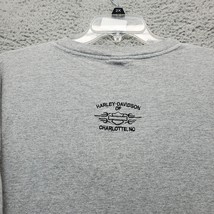 HARLEY-DAVIDSON
OF
CHARLOTTE, NC